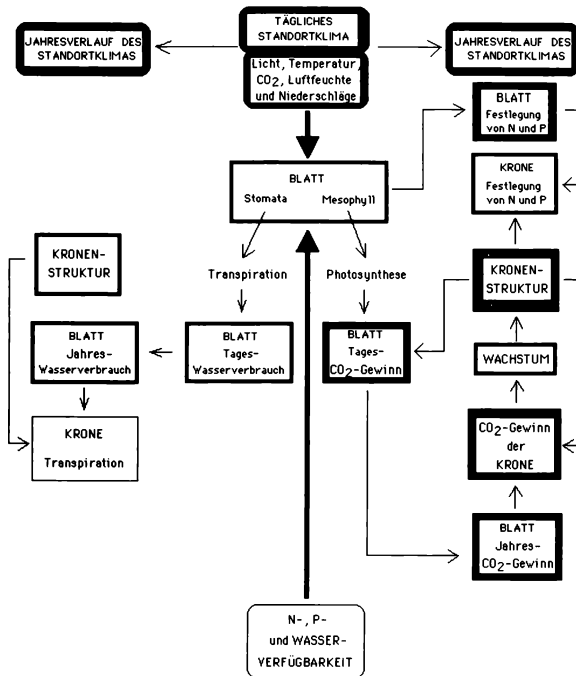 JAHRESVERLAUF DES
STANDORTKLIMAS
TÄGLICHES
STANDORTKLIMA
Licht, Temperatur,
CO2, Luftfeuchte
und Niederschläge
JAHRESVERLAUF DES
STANDORTKLIMAS
BLATT
Festlegung
von N und P
BLATT
Stomata Mesophyll
KRONE
Festlegung
von N und P
KRONEN-
STRUKTUR
Transpiration
Photosynthese
KRONEN-
STRUKTUR
BLATT
Jahres-
Wasserverbrauch
BLATT
Tages-
Wasserverbrauch
BLATT
Tages-
CO2-Gewinn
WACHSTUM
KRONE
Transpiration
CO2-Gewinn
der
KRONE
BLATT
Jahres-
CO2-Gewinn
N-, P-
und WASSER-
VERFÜGBARKEIT